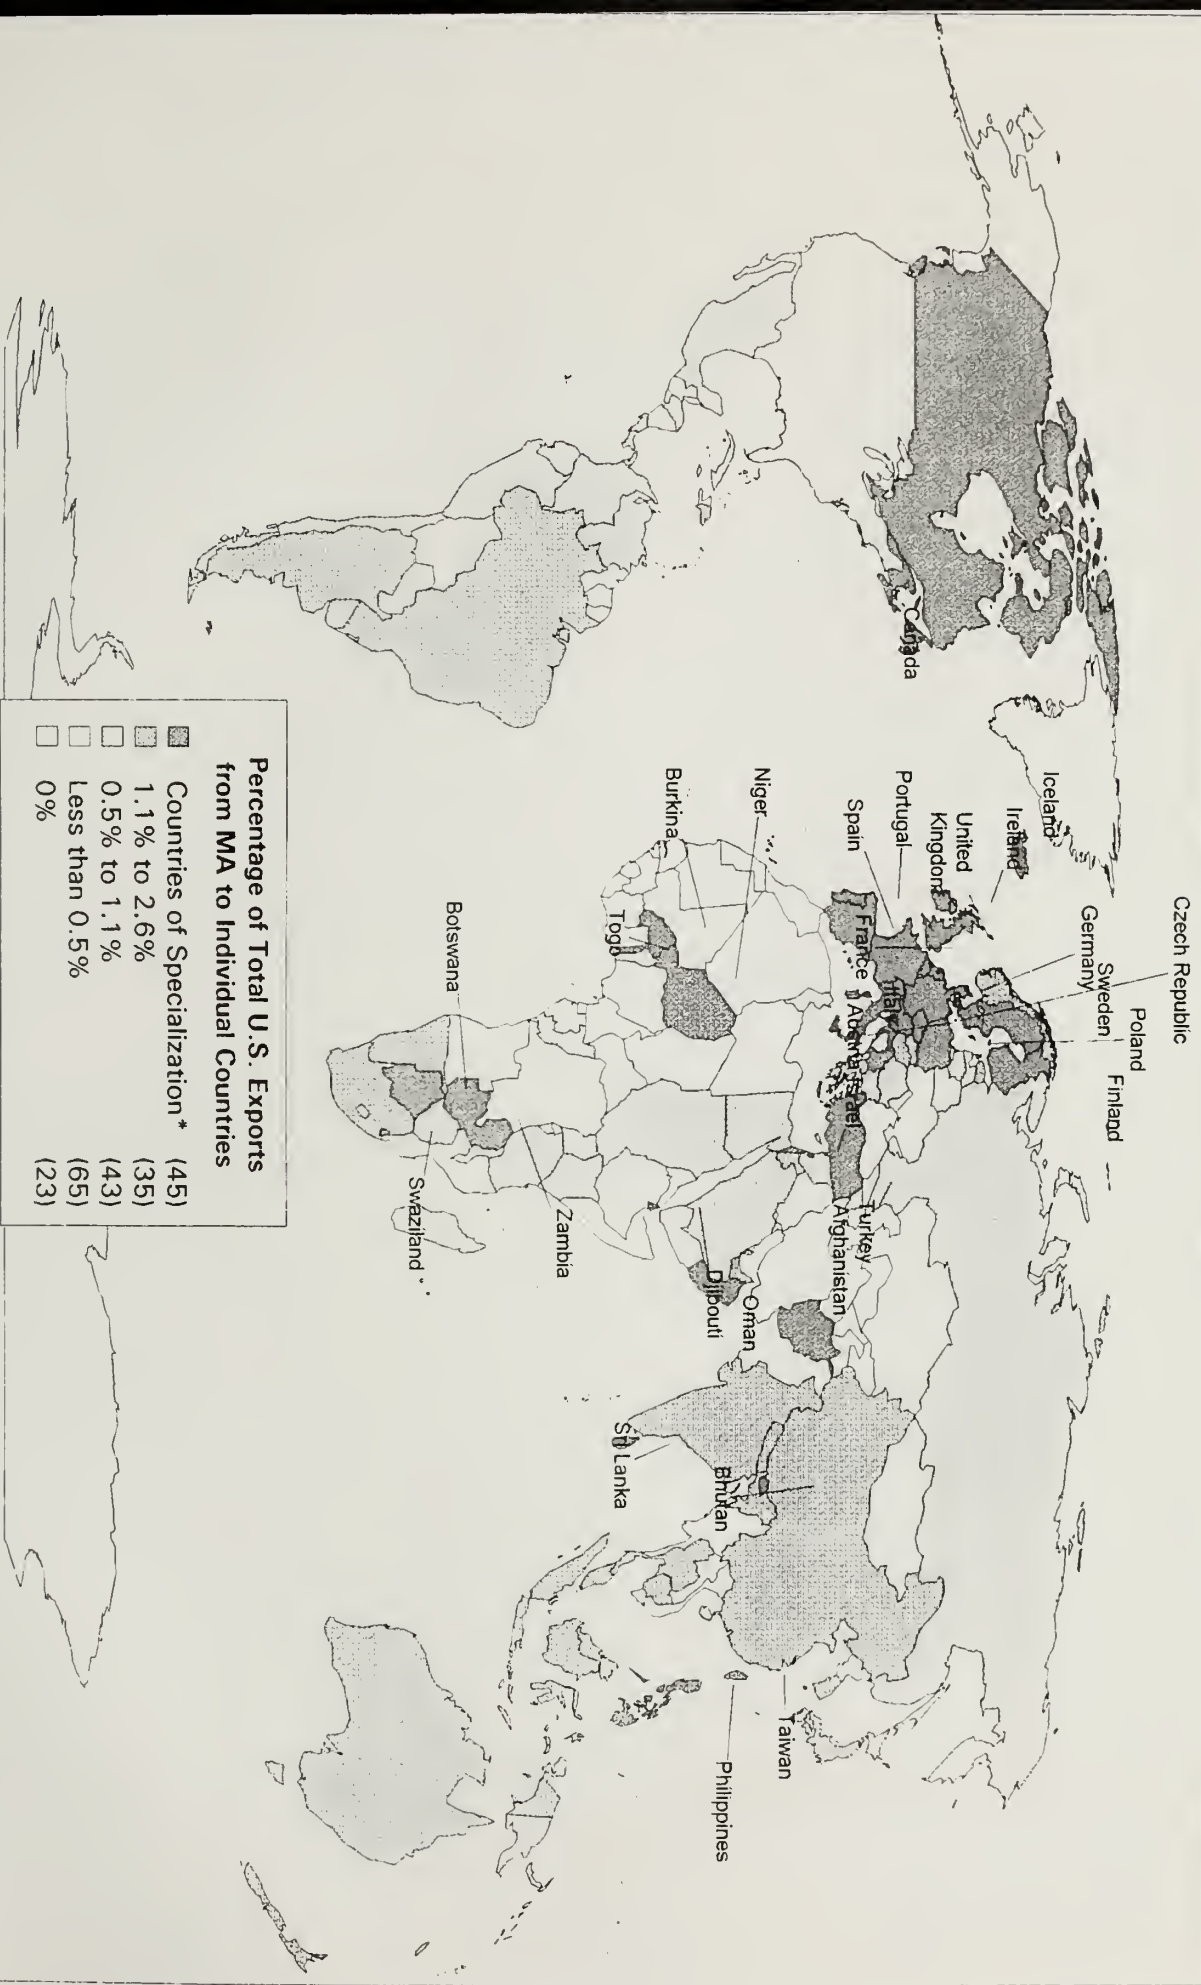 Czech Republic
Poland
Finland
Sweden
Germany
Iceland
Ireland
United
Kingdom
Portugal
Spain
France
Italy
Austria
Israel
Turkey
Afghanistan
Canada
Niger
Burkina
Togo
Oman
Djibouti
Bhutan
Taiwan
Philippines
Sri Lanka
Botswana
Zambia
Swaziland
Percentage of Total U.S. Exports
from MA to Individual Countries
Countries of Specialization* (45)
1.1% to 2.6% (35)
0.5% to 1.1% (43)
Less than 0.5% (65)
0% (23)